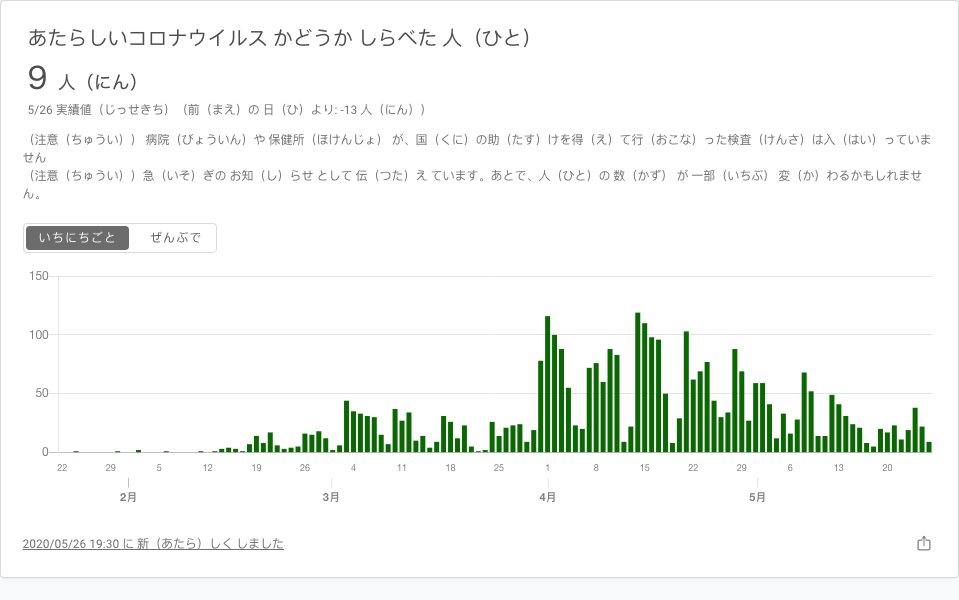 あたらしいコロナウイルス かどうか しらべた 人（ひと）
9 人（にん）
5/26 実績値（じっせきち）（前（まえ）の 日（ひ）より: -13 人（にん））
（注意（ちゅうい）） 病院（びょういん）や 保健所（ほけんじょ） が、国（くに）の助（たす）けを得（え）て行（おこな）った検査（けんさ）は入（はい）っていま
せん
（注意（ちゅうい））急（いそ）ぎの お知（し）らせ として 伝（つた）え ています。あとで、人（ひと）の 数（かず） が 一部（いちぶ） 変（か）わるかもしれませ
ん。
いちにちごと ぜんぶで
150
100
50
0
22 29 5 12 19 26 4 11 18 25 1 8 15 22 29 6 13 20
2月 3月 4月 5月
2020/05/26 19:30 に 新（あたら）しく しました